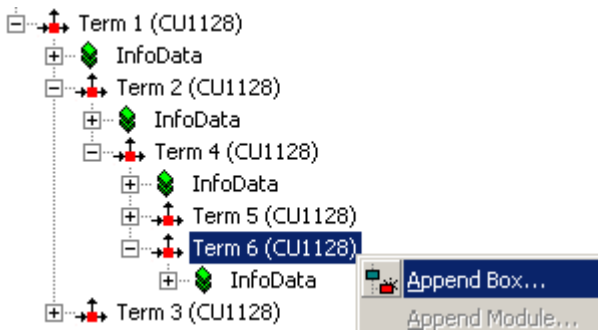 Term 1 (CU1128)
InfoData
Term 2 (CU1128)
InfoData
Term 4 (CU1128)
InfoData
Term 5 (CU1128)
Term 6 (CU1128)
InfoData
Append Box...
Term 3 (CU1128)
Append Module...